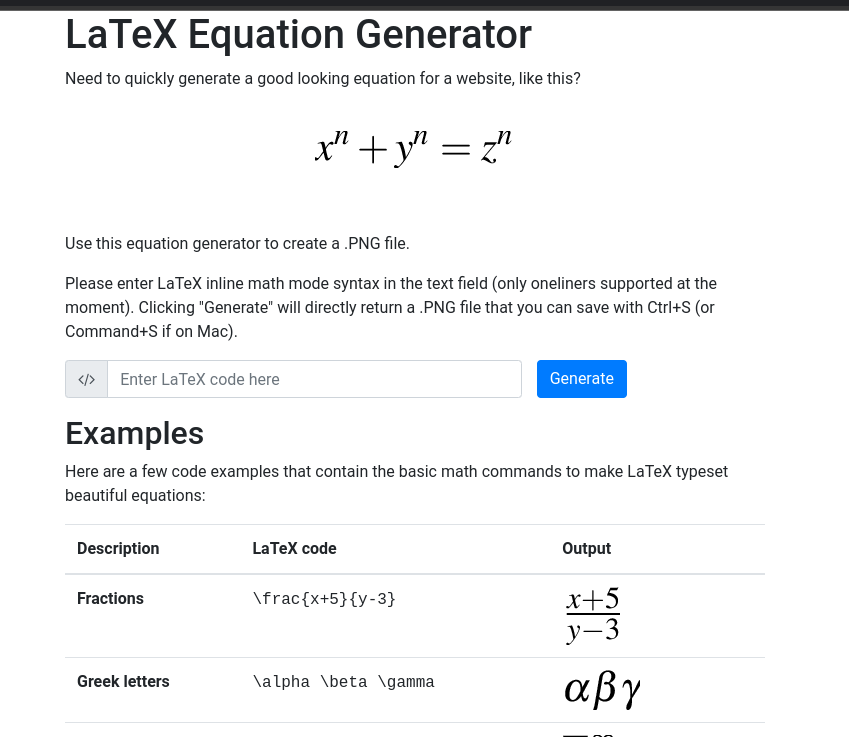 LaTeX Equation Generator
Need to quickly generate a good looking equation for a website, like this?
xⁿ + yⁿ = zⁿ
Use this equation generator to create a .PNG file.
Please enter LaTeX inline math mode syntax in the text field (only oneliners supported at the
moment). Clicking "Generate" will directly return a .PNG file that you can save with Ctrl+S (or
Command+S if on Mac).
</> Enter LaTeX code here Generate
Examples
Here are a few code examples that contain the basic math commands to make LaTeX typeset
beautiful equations:
Description LaTeX code Output
Fractions \frac{x+5}{y-3} x+5
y−3
Greek letters \alpha \beta \gamma αβγ